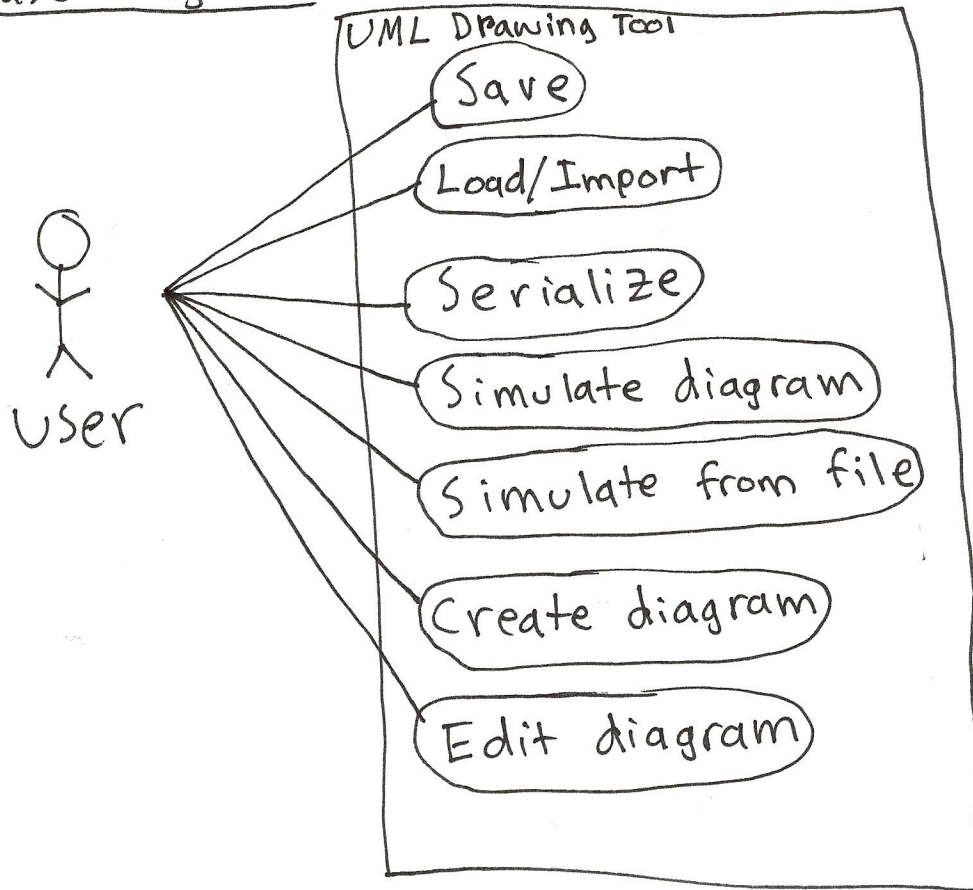 UML Drawing Tool
Save
Load/Import
Serialize
Simulate diagram
user
Simulate from file
Create diagram
Edit diagram